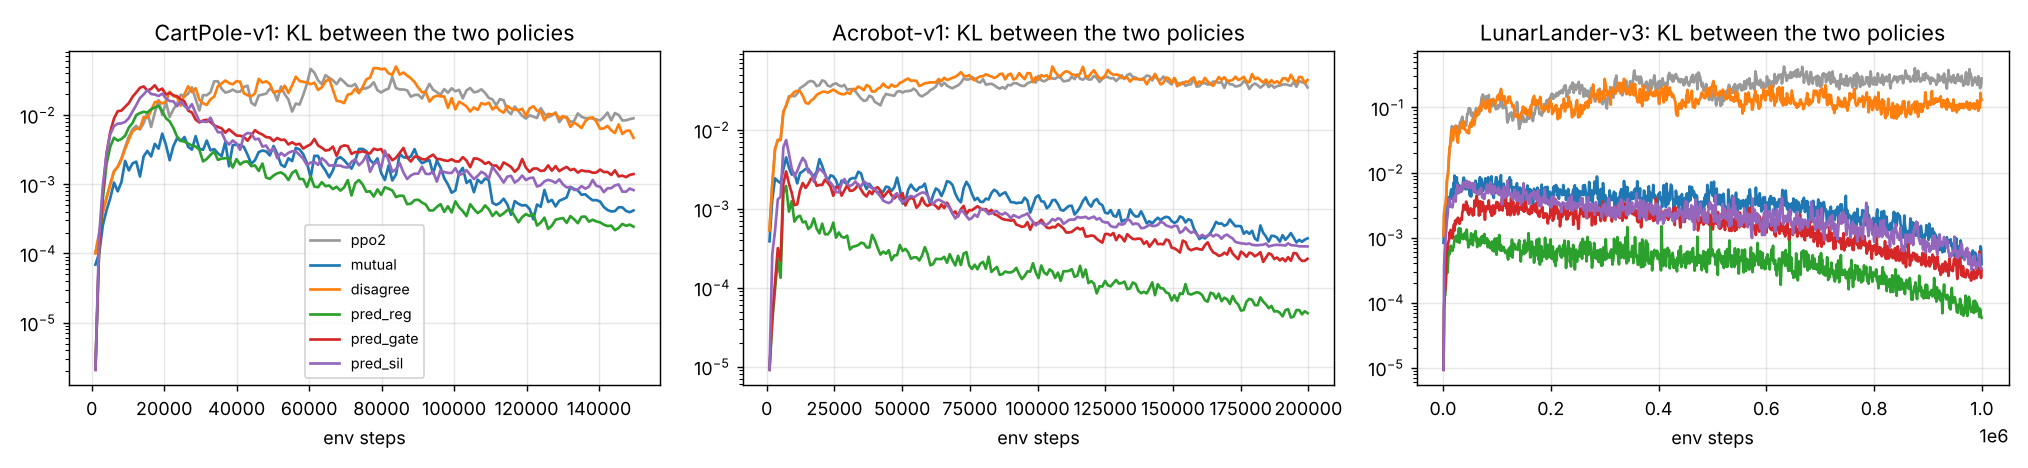 CartPole-v1: KL between the two policies
10⁻²
10⁻³
10⁻⁴
10⁻⁵
0 20000 40000 60000 80000 100000 120000 140000
env steps
ppo2
mutual
disagree
pred_reg
pred_gate
pred_sil
Acrobot-v1: KL between the two policies
10⁻²
10⁻³
10⁻⁴
10⁻⁵
0 25000 50000 75000 100000 125000 150000 175000 200000
env steps
LunarLander-v3: KL between the two policies
10⁻¹
10⁻²
10⁻³
10⁻⁴
10⁻⁵
0.0 0.2 0.4 0.6 0.8 1.0
env steps
1e6